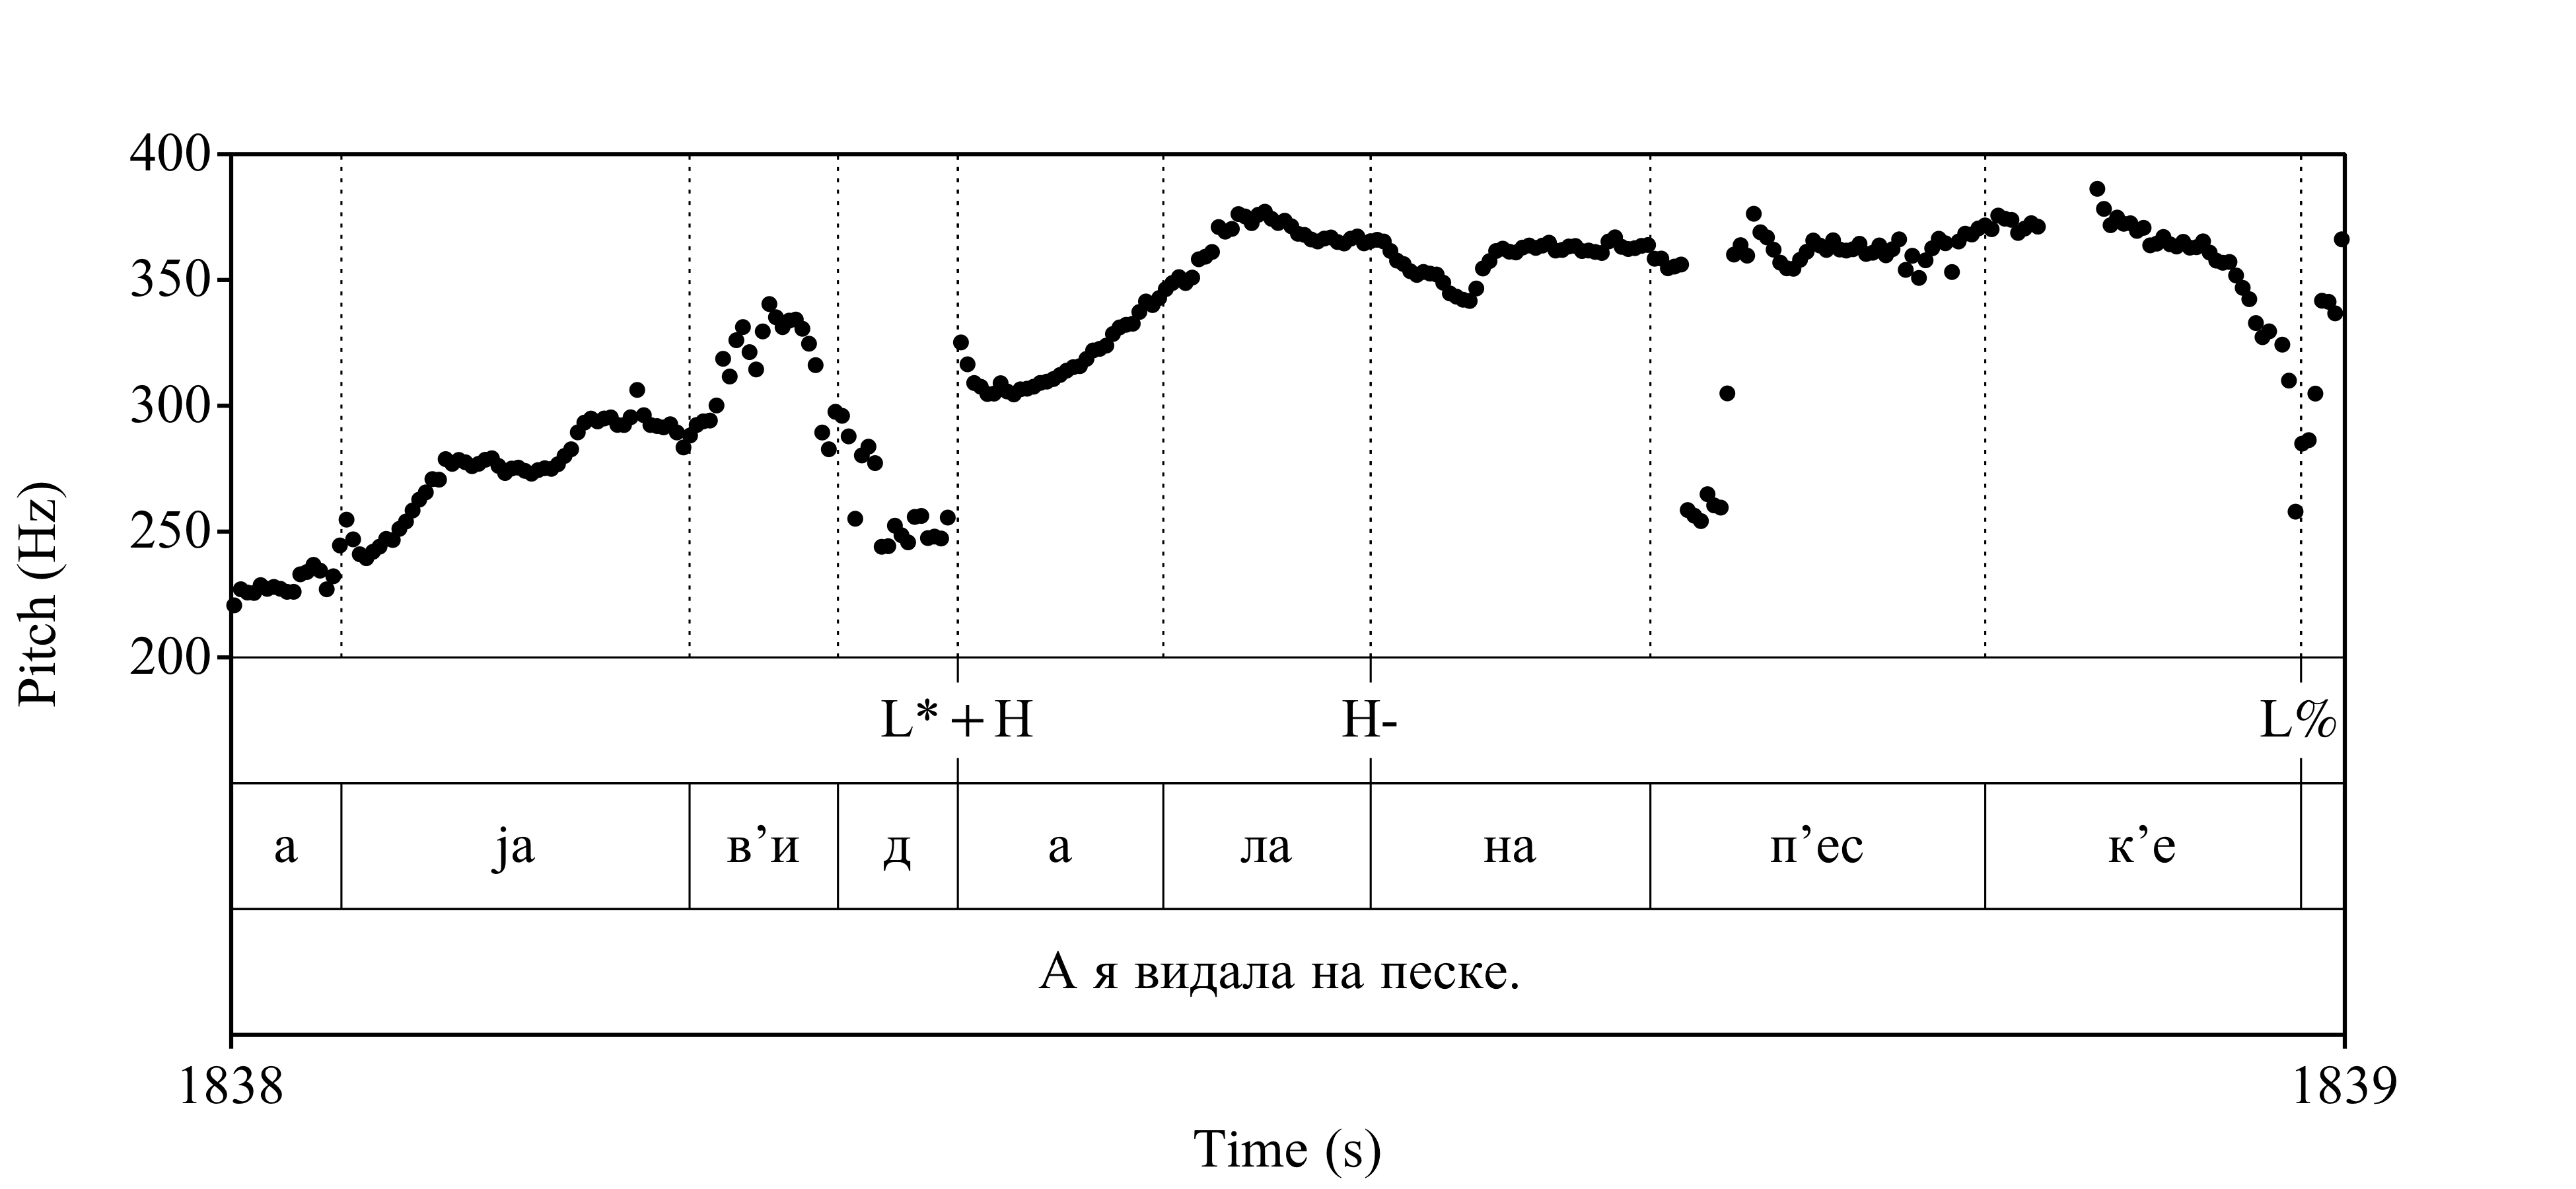 400
350
300
250
200
Pitch (Hz)
L* + H H- L%
а ja в’и д а ла на п’ес к’е
А я видала на песке.
1838 1839
Time (s)